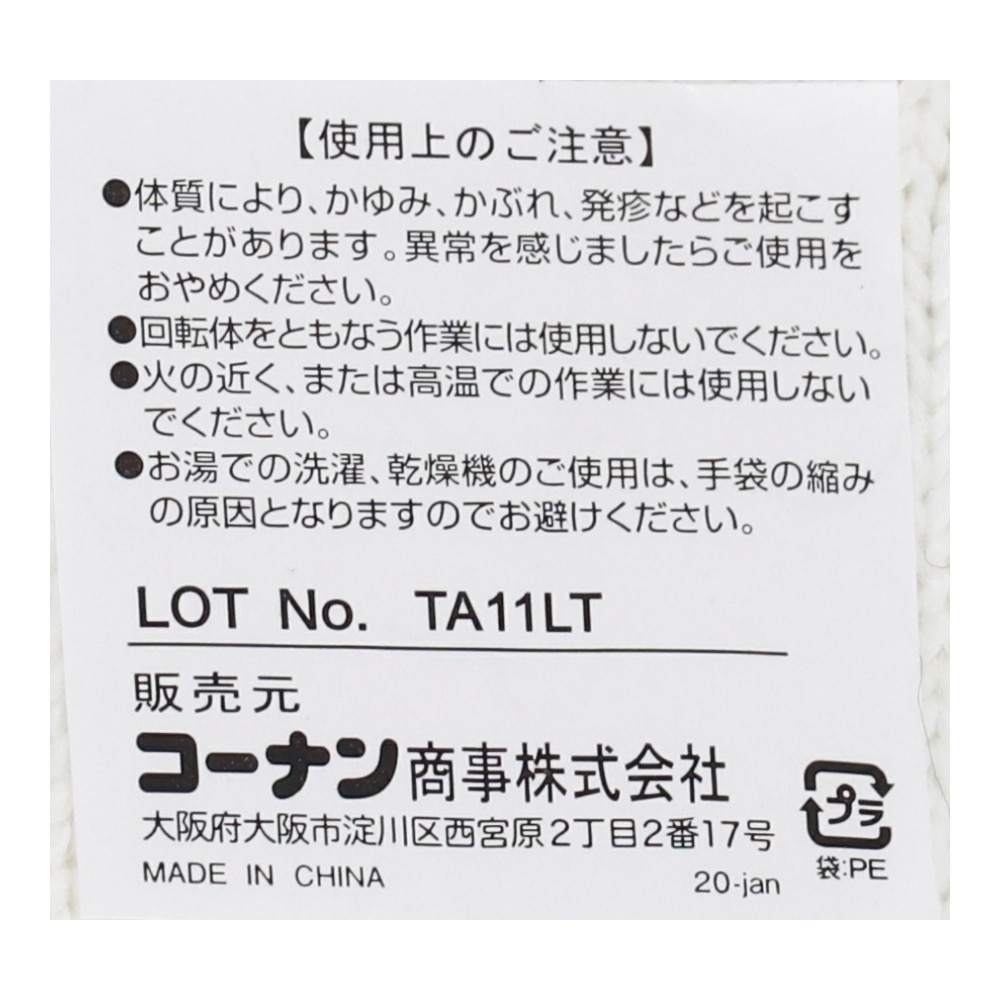 【使用上のご注意】
●体質により、かゆみ、かぶれ、発疹などを起こす
ことがあります。異常を感じましたらご使用を
おやめください。
●回転体をともなう作業には使用しないでください。
●火の近く、または高温での作業には使用しない
でください。
●お湯での洗濯、乾燥機のご使用は、手袋の縮み
の原因となりますのでお避けください。
LOT No. TA11LT
販売元
コーナン商事株式会社
大阪府大阪市淀川区西宮原2丁目2番17号
MADE IN CHINA
20-jan
プラ
袋:PE